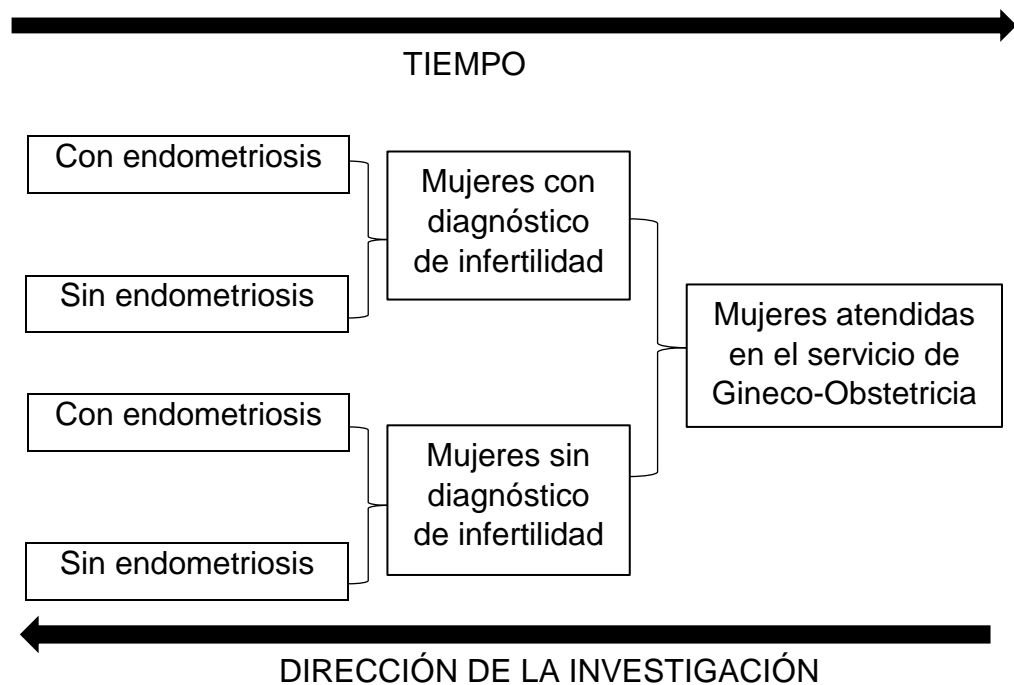 TIEMPO
Con endometriosis
Sin endometriosis
Mujeres con
diagnóstico
de infertilidad
Con endometriosis
Sin endometriosis
Mujeres sin
diagnóstico
de infertilidad
Mujeres atendidas
en el servicio de
Gineco-Obstetricia
DIRECCIÓN DE LA INVESTIGACIÓN